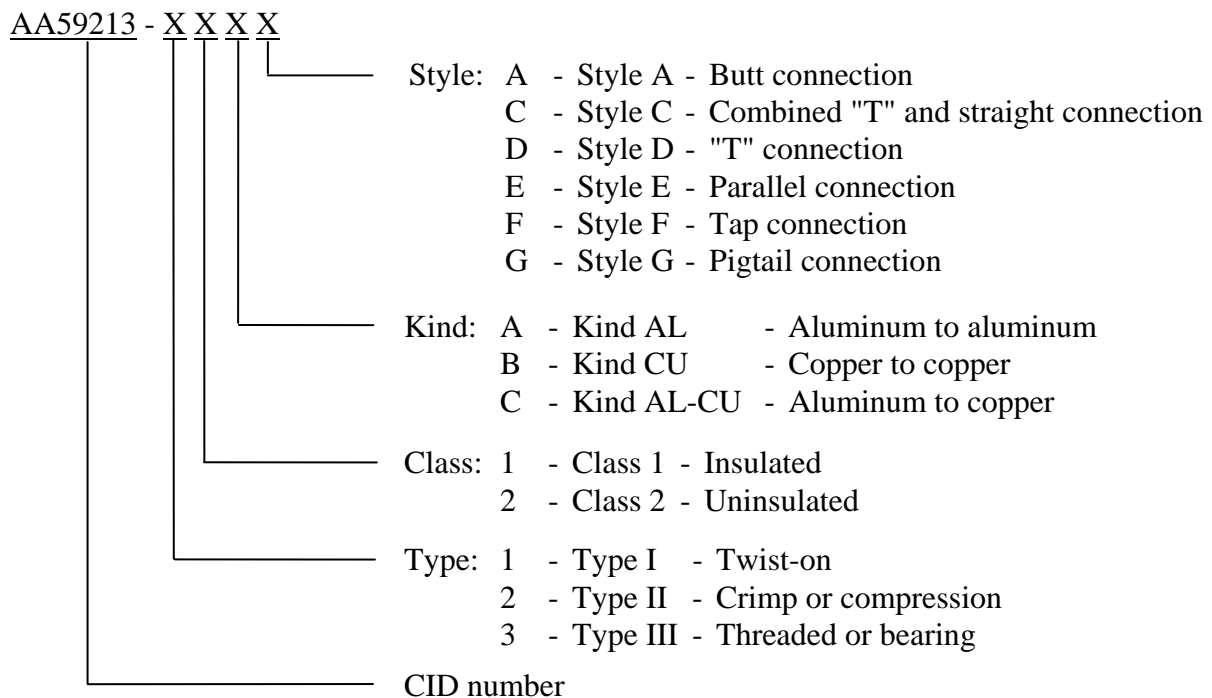 AA59213 - X X X X
Style: A - Style A - Butt connection
C - Style C - Combined "T" and straight connection
D - Style D - "T" connection
E - Style E - Parallel connection
F - Style F - Tap connection
G - Style G - Pigtail connection
Kind: A - Kind AL - Aluminum to aluminum
B - Kind CU - Copper to copper
C - Kind AL-CU - Aluminum to copper
Class: 1 - Class 1 - Insulated
2 - Class 2 - Uninsulated
Type: 1 - Type I - Twist-on
2 - Type II - Crimp or compression
3 - Type III - Threaded or bearing
CID number